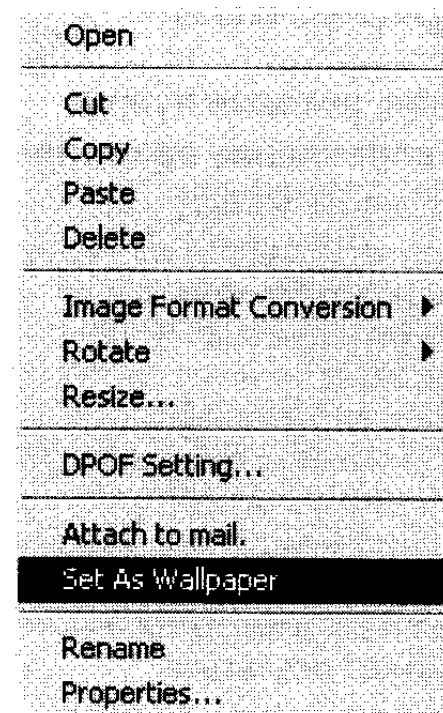 Open
Cut
Copy
Paste
Delete
Image Format Conversion
Rotate
Resize...
DPOF Setting...
Attach to mail.
Set As Wallpaper
Rename
Properties...